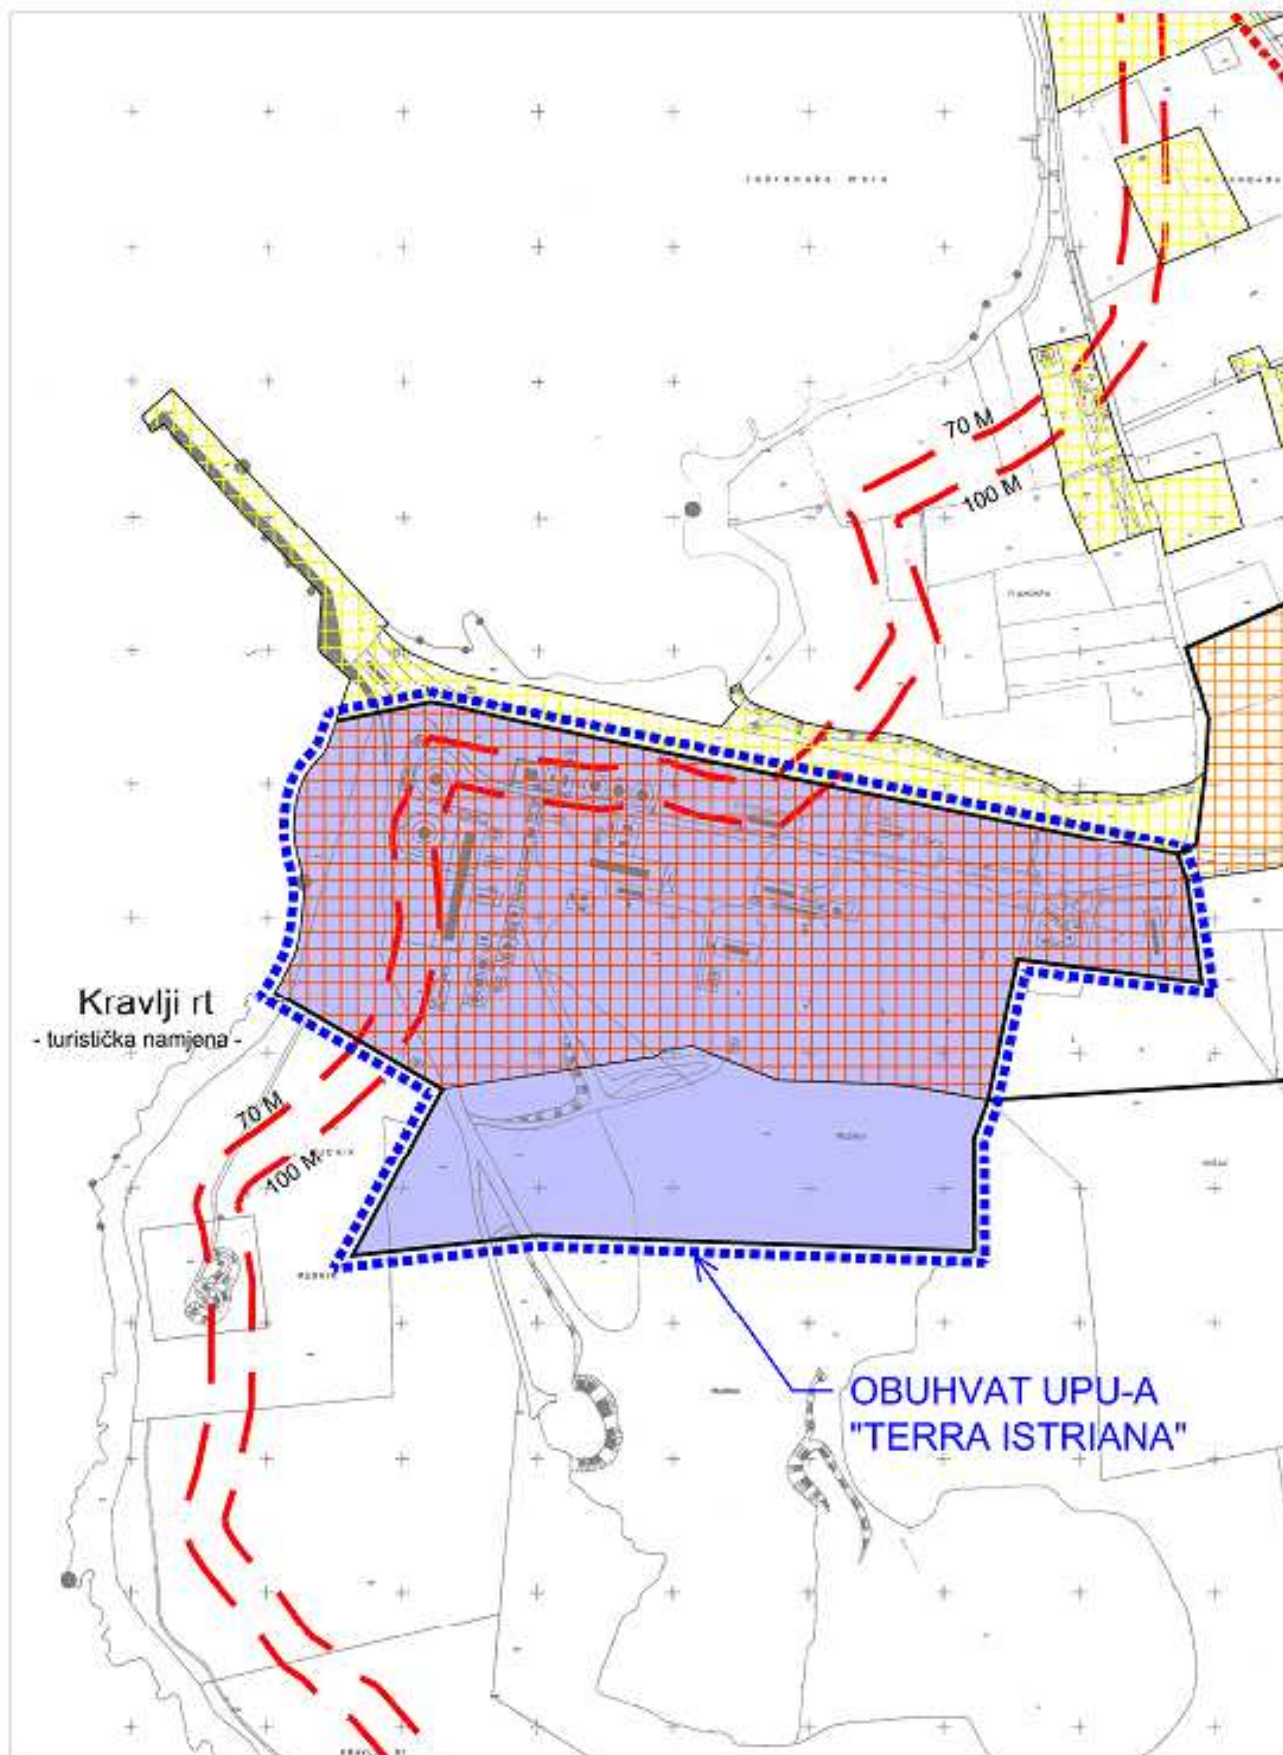 70 M
100 M
Kravlji rt
- turistička namjena -
70 M
100 M
OBUHVAT UPU-A
"TERRA ISTRIANA"